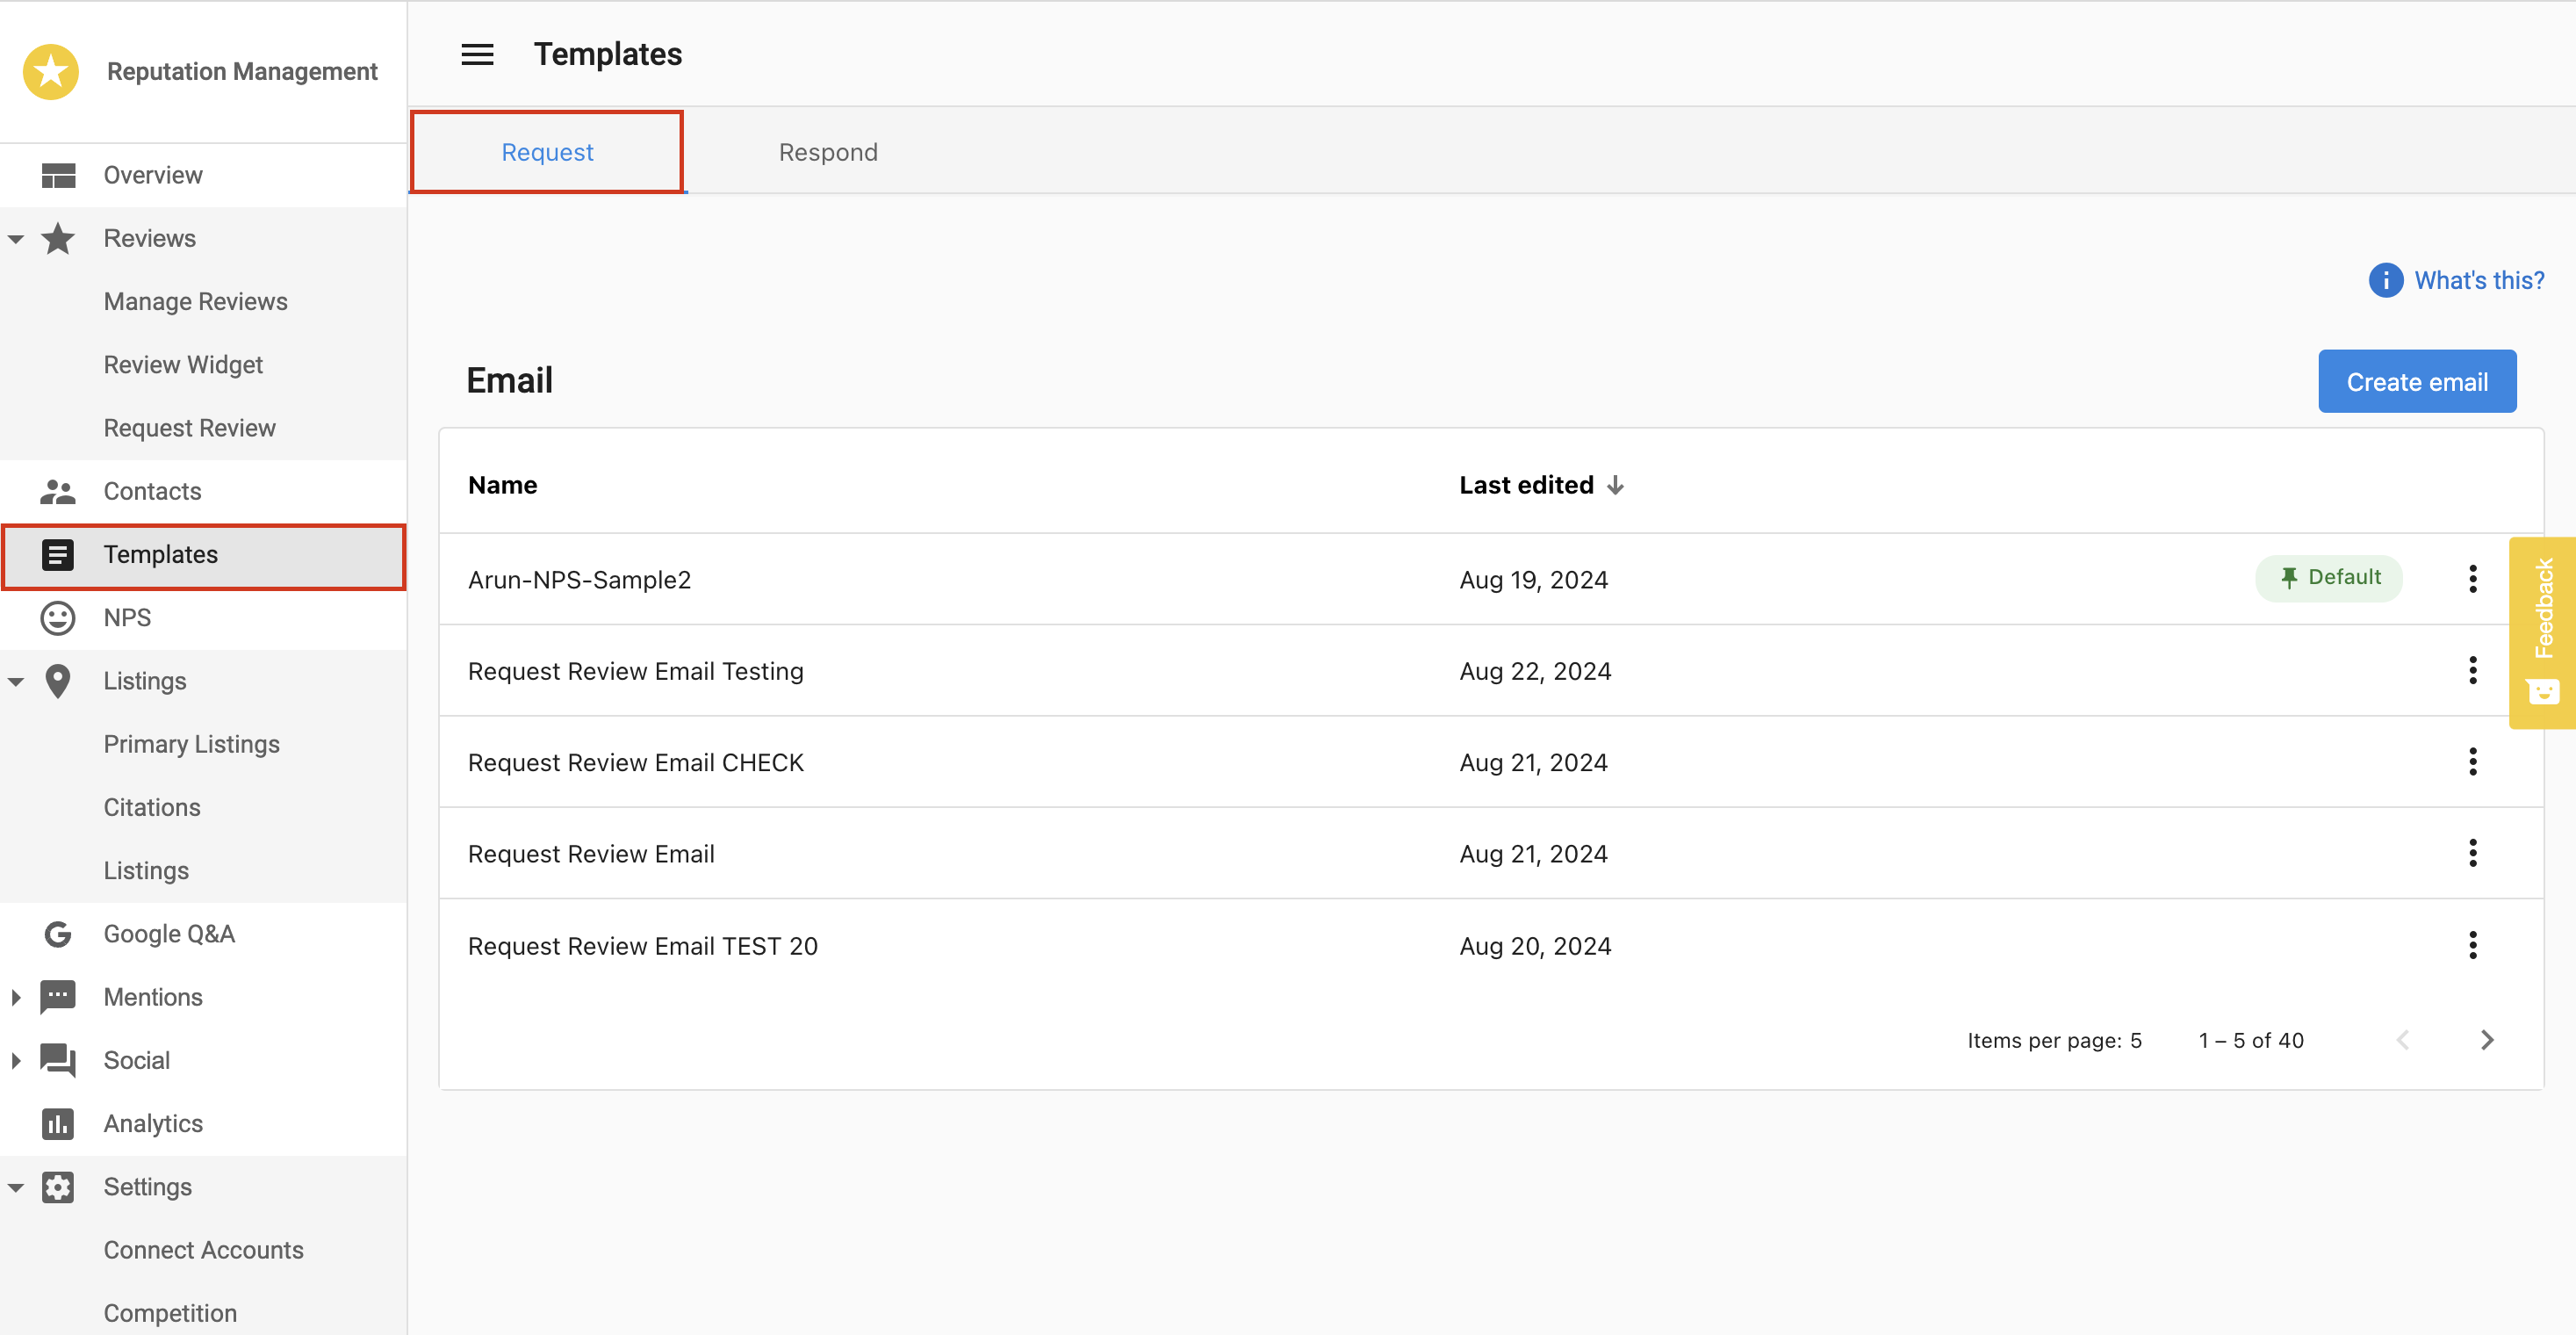 Reputation Management
Overview
Reviews
Manage Reviews
Review Widget
Request Review
Contacts
Templates
NPS
Listings
Primary Listings
Citations
Listings
Google Q&A
Mentions
Social
Analytics
Settings
Connect Accounts
Competition
Templates
Request
Respond
What's this?
Email
Create email
Name
Last edited
Arun-NPS-Sample2 Aug 19, 2024 Default
Request Review Email Testing Aug 22, 2024
Request Review Email CHECK Aug 21, 2024
Request Review Email Aug 21, 2024
Request Review Email TEST 20 Aug 20, 2024
Items per page: 5 1 – 5 of 40
Feedback